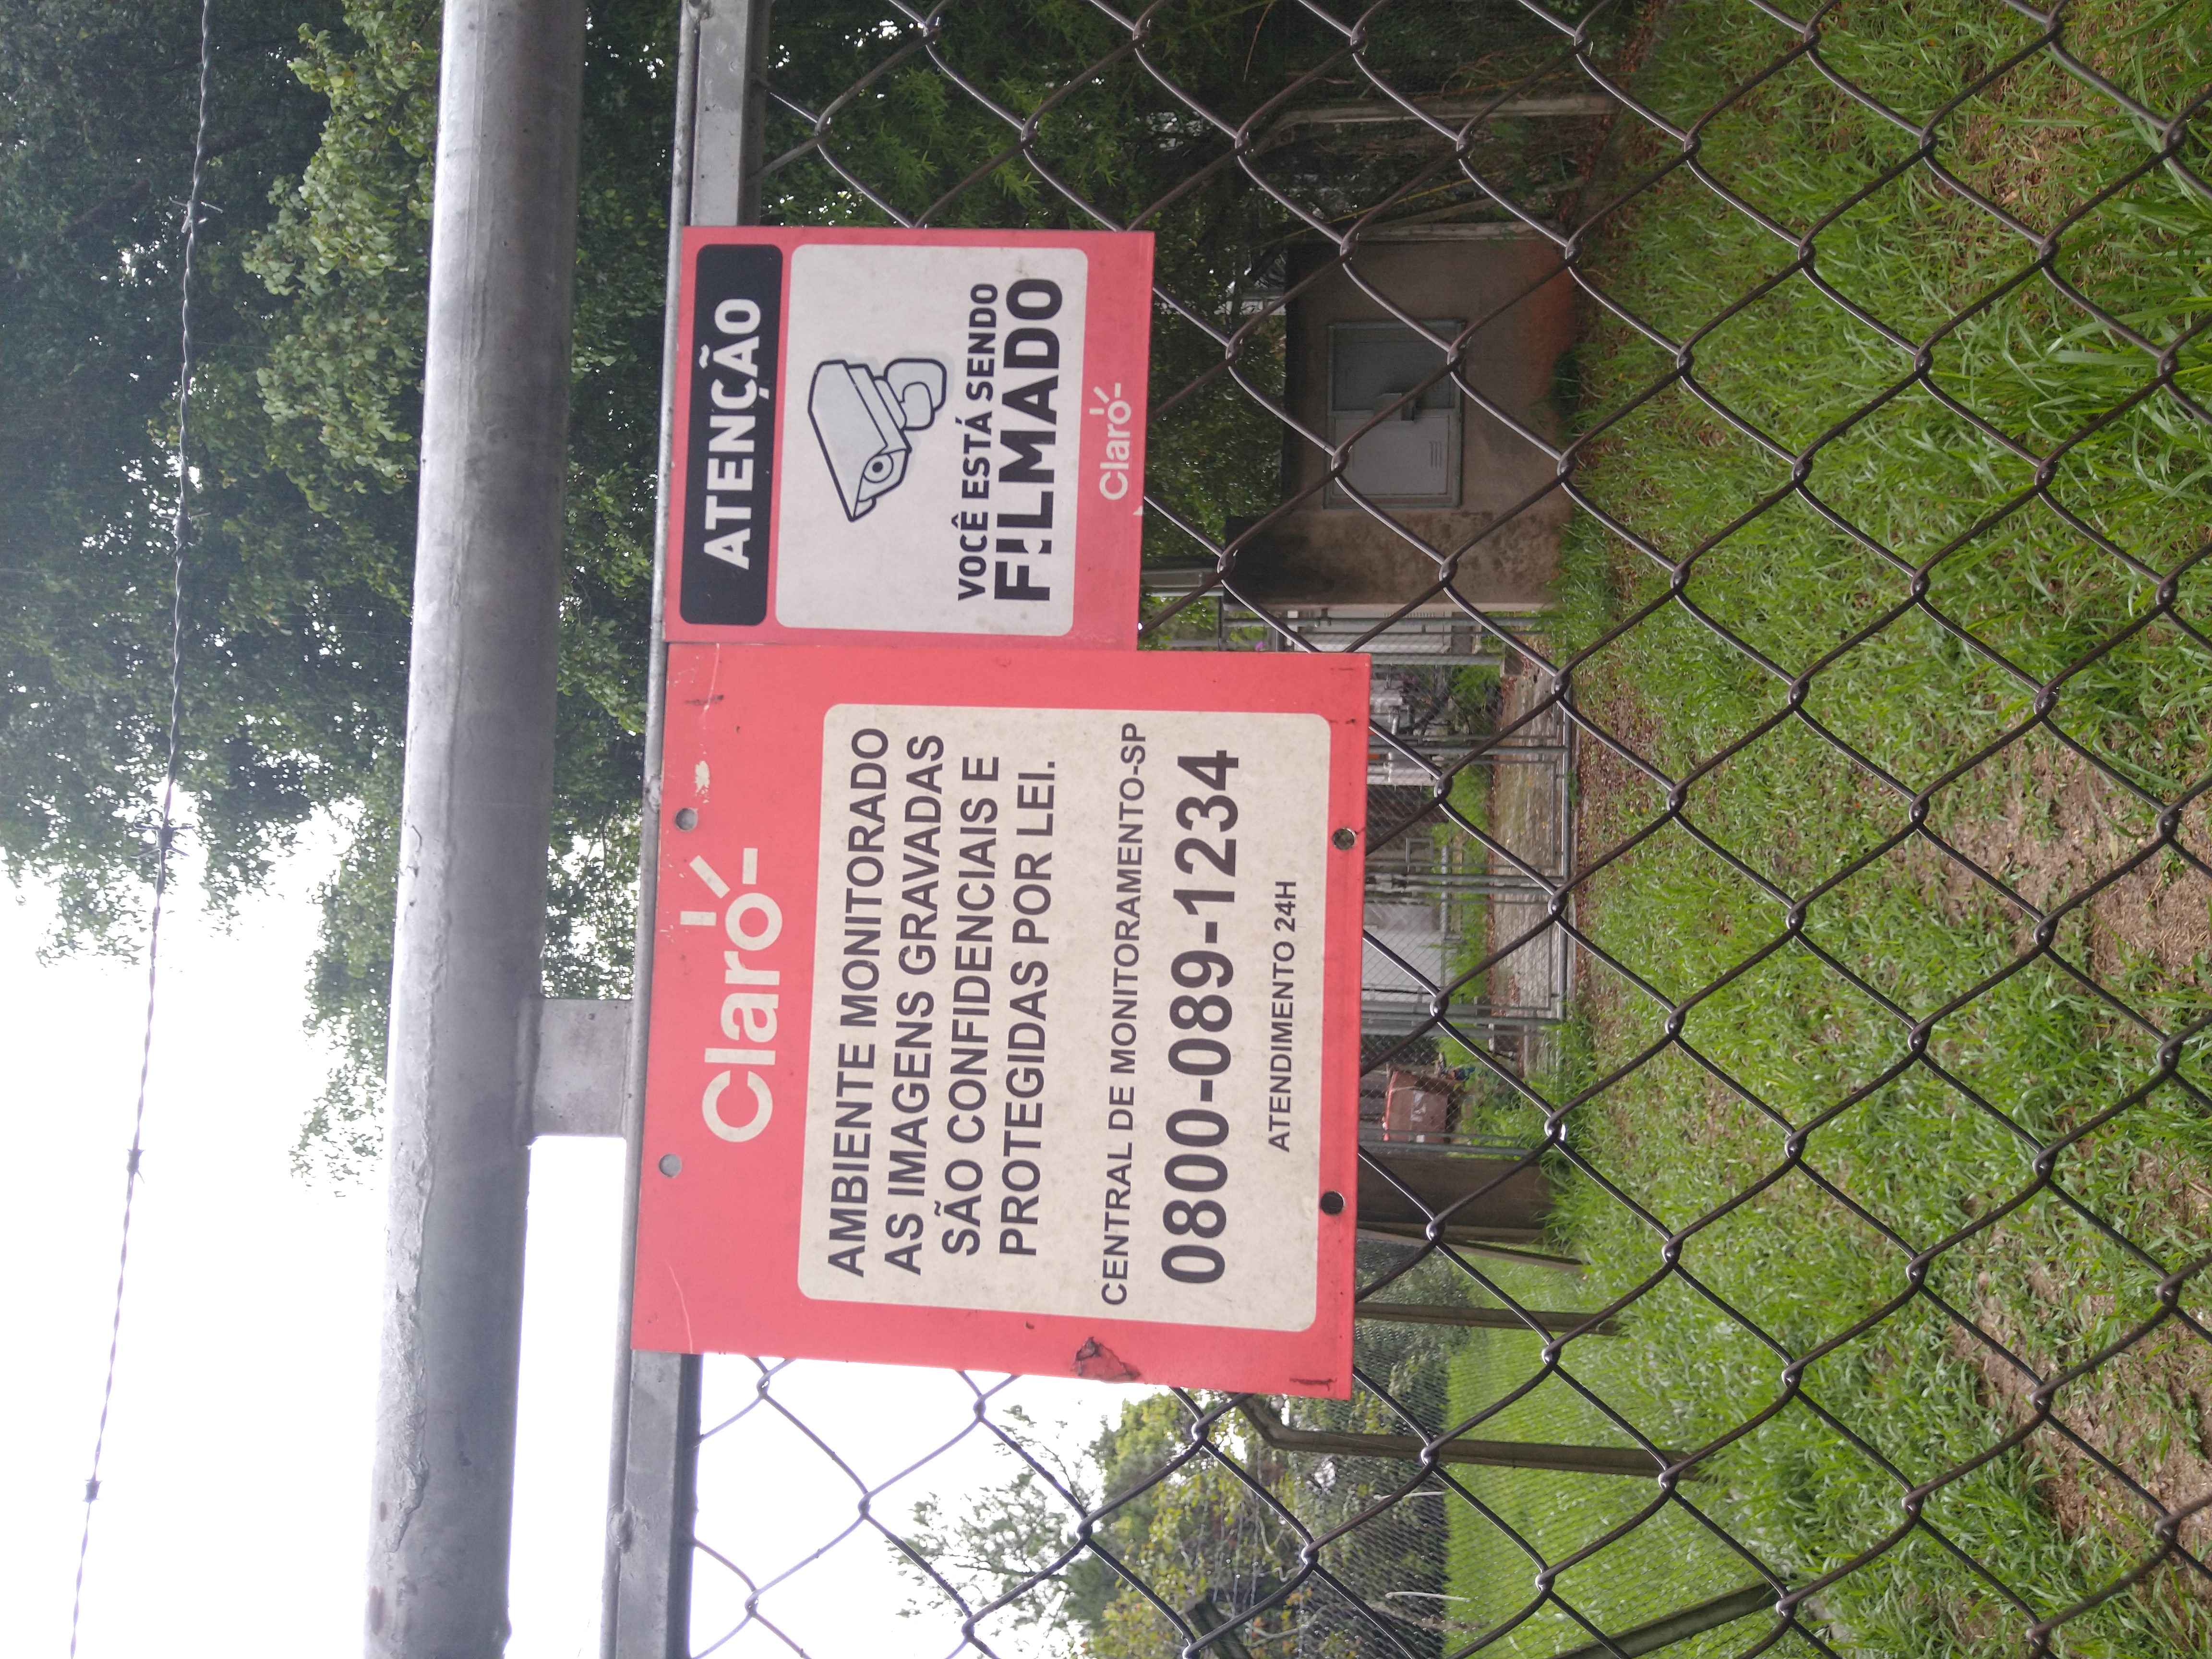 Claro
AMBIENTE MONITORADO
AS IMAGENS GRAVADAS
SÃO CONFIDENCIAIS E
PROTEGIDAS POR LEI.
CENTRAL DE MONITORAMENTO-SP
0800-089-1234
ATENDIMENTO 24H
ATENÇÃO
VOCÊ ESTÁ SENDO
F!LMADO
Claro